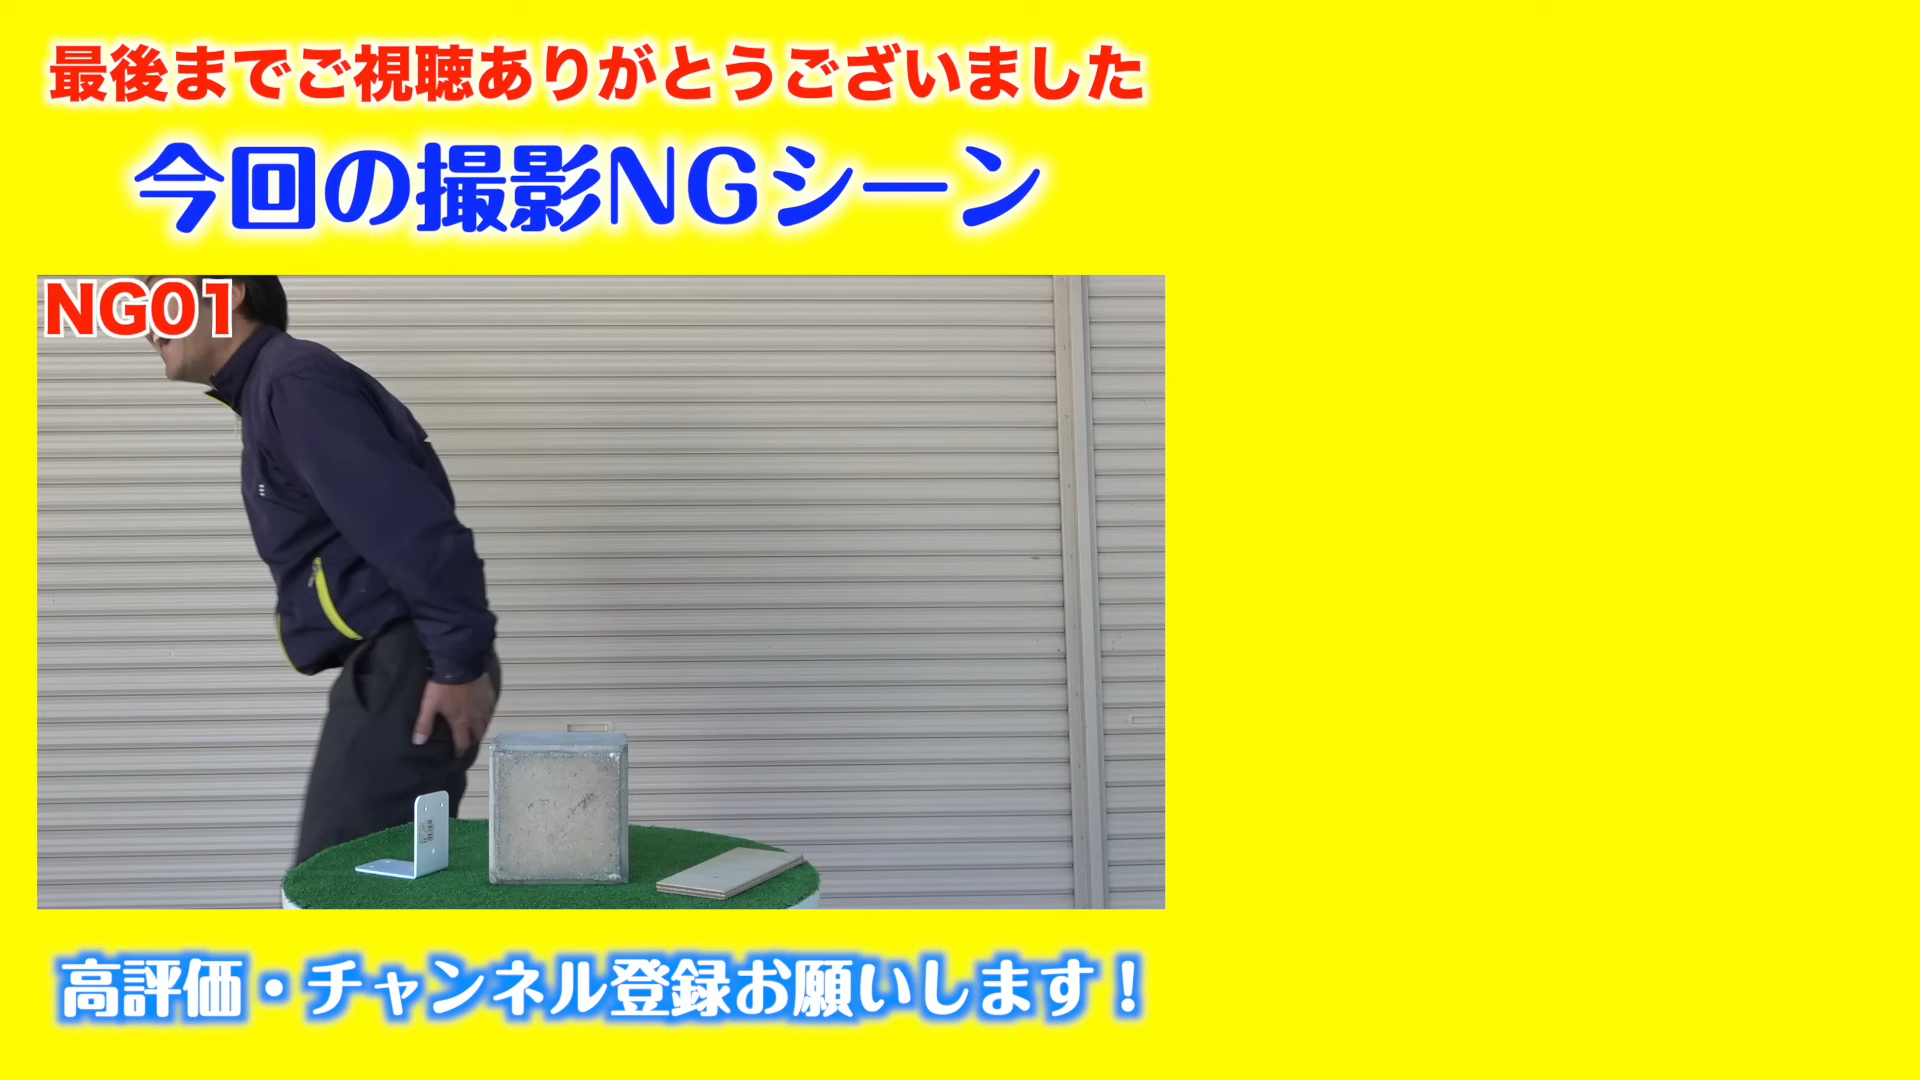 最後までご視聴ありがとうございました
今回の撮影NGシーン
NG01
高評価・チャンネル登録お願いします！